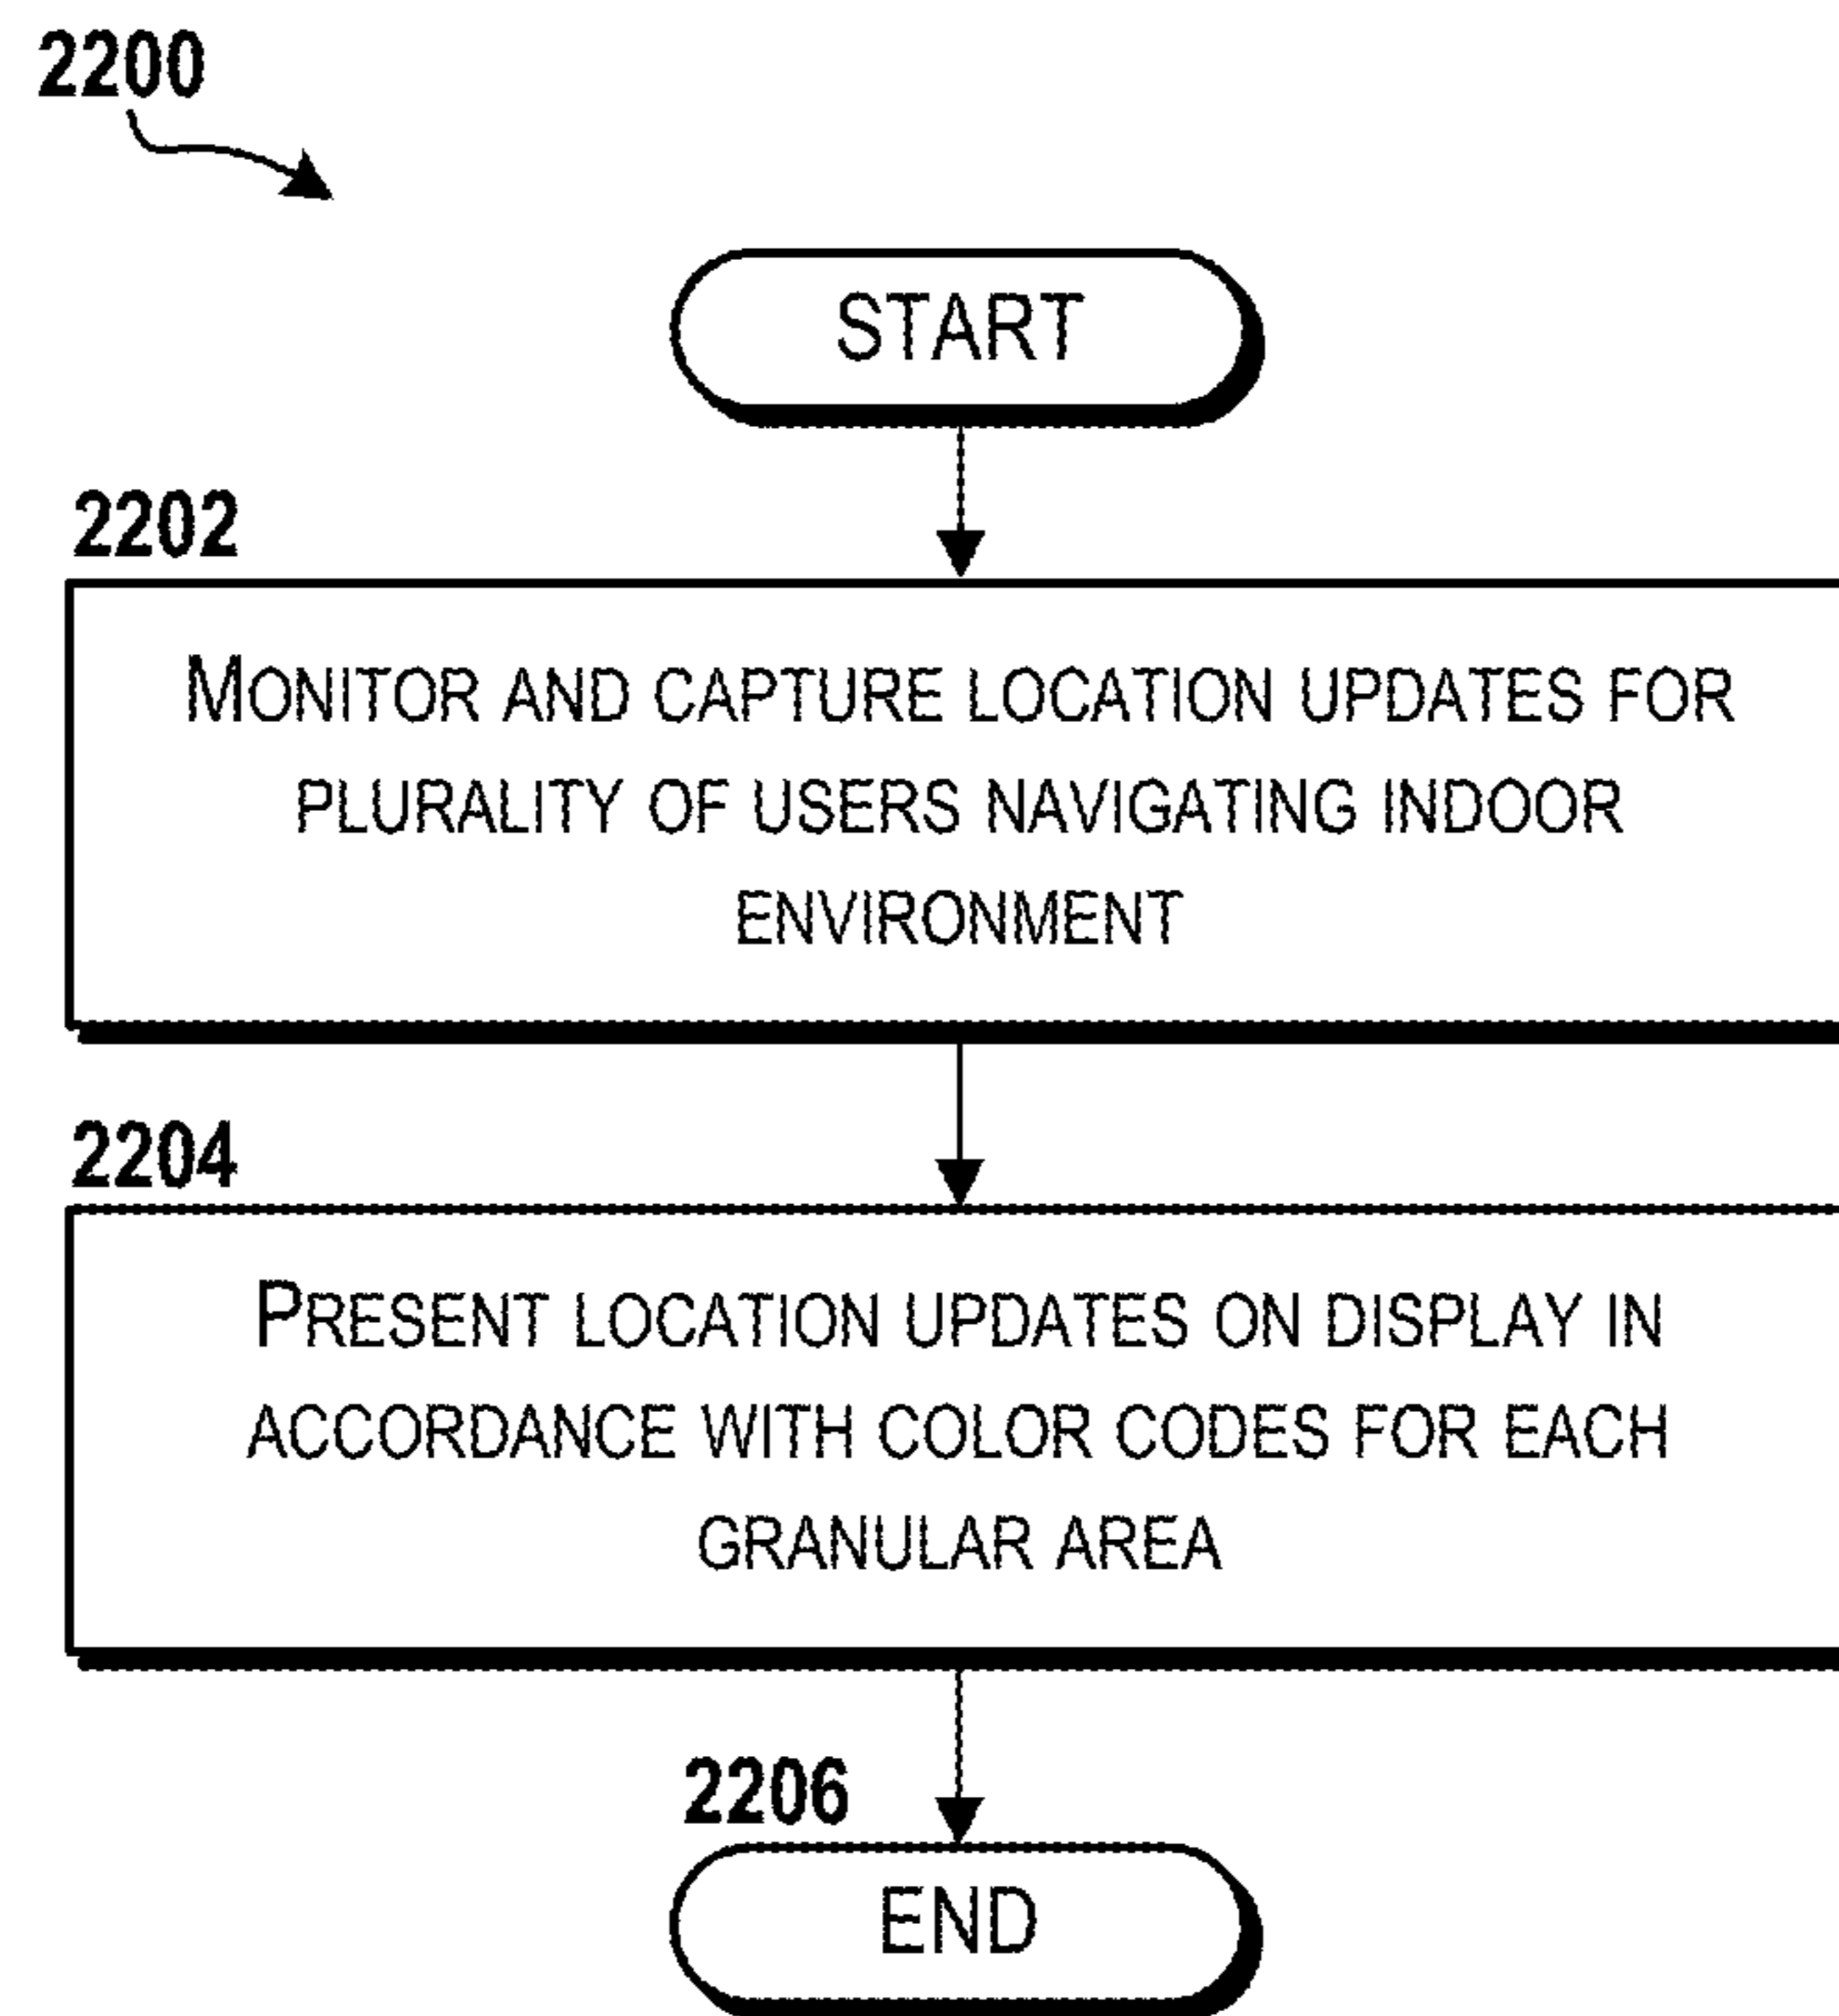 2200
START
2202
MONITOR AND CAPTURE LOCATION UPDATES FOR
PLURALITY OF USERS NAVIGATING INDOOR
ENVIRONMENT
2204
PRESENT LOCATION UPDATES ON DISPLAY IN
ACCORDANCE WITH COLOR CODES FOR EACH
GRANULAR AREA
2206
END